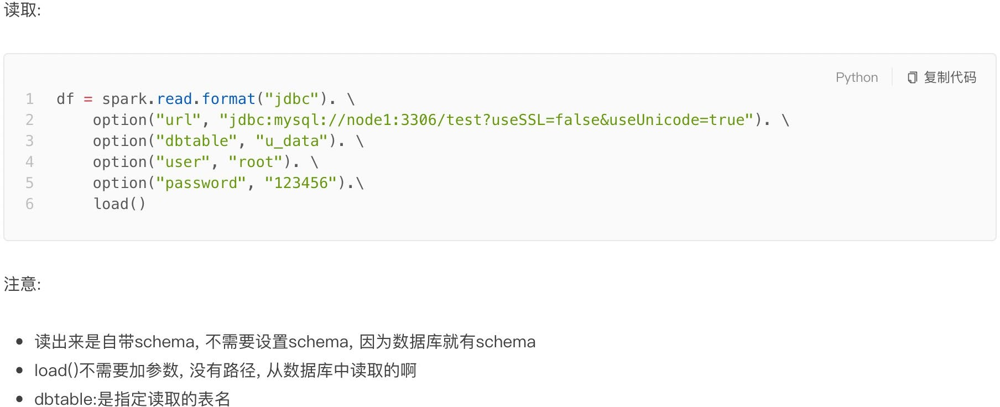 读取:
Python 复制代码
1 df = spark.read.format("jdbc"). \
2     option("url", "jdbc:mysql://node1:3306/test?useSSL=false&useUnicode=true"). \
3     option("dbtable", "u_data"). \
4     option("user", "root"). \
5     option("password", "123456").\
6     load()
注意:
• 读出来是自带schema, 不需要设置schema, 因为数据库就有schema
• load()不需要加参数, 没有路径, 从数据库中读取的啊
• dbtable:是指定读取的表名